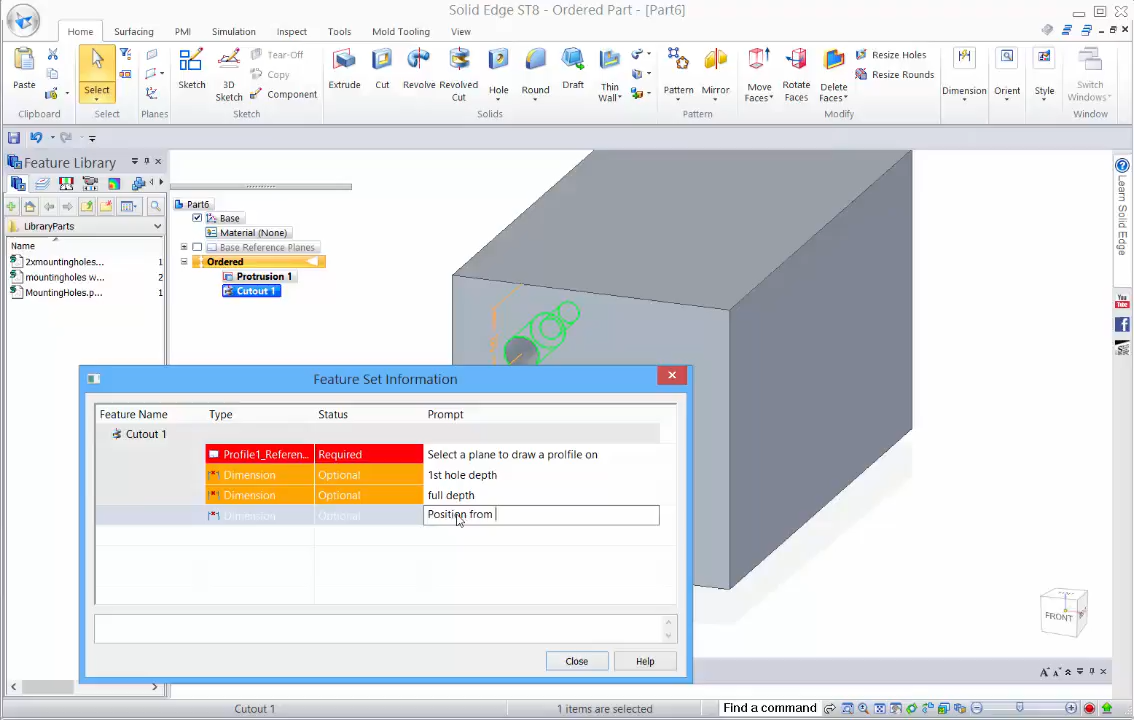 Solid Edge ST8 - Ordered Part - [Part6]
Home Surfacing PMI Simulation Inspect Tools Mold Tooling View
Paste
Clipboard
Select
Select
Planes
Sketch
3D Sketch
Tear-Off
Copy
Component
Sketch
Extrude
Cut
Revolve
Revolved Cut
Hole
Round
Draft
Thin Wall
Solids
Pattern
Mirror
Pattern
Move Faces
Rotate Faces
Delete Faces
Resize Holes
Resize Rounds
Modify
Dimension
Orient
Style
Switch Windows
Window
Feature Library
LibraryParts
Name
2xmountingholes... 1
mountingholes w... 2
MountingHoles.p... 1
Part6
Base
Material (None)
Base Reference Planes
Ordered
Protrusion 1
Cutout 1
Learn Solid Edge
You Tube
Feature Set Information
Feature Name Type Status Prompt
Cutout 1
Profile1_Referen... Required Select a plane to draw a prolfile on
Dimension Optional 1st hole depth
Dimension Optional full depth
Dimension Optional Position from
Close Help
FRONT
Cutout 1 1 items are selected Find a command